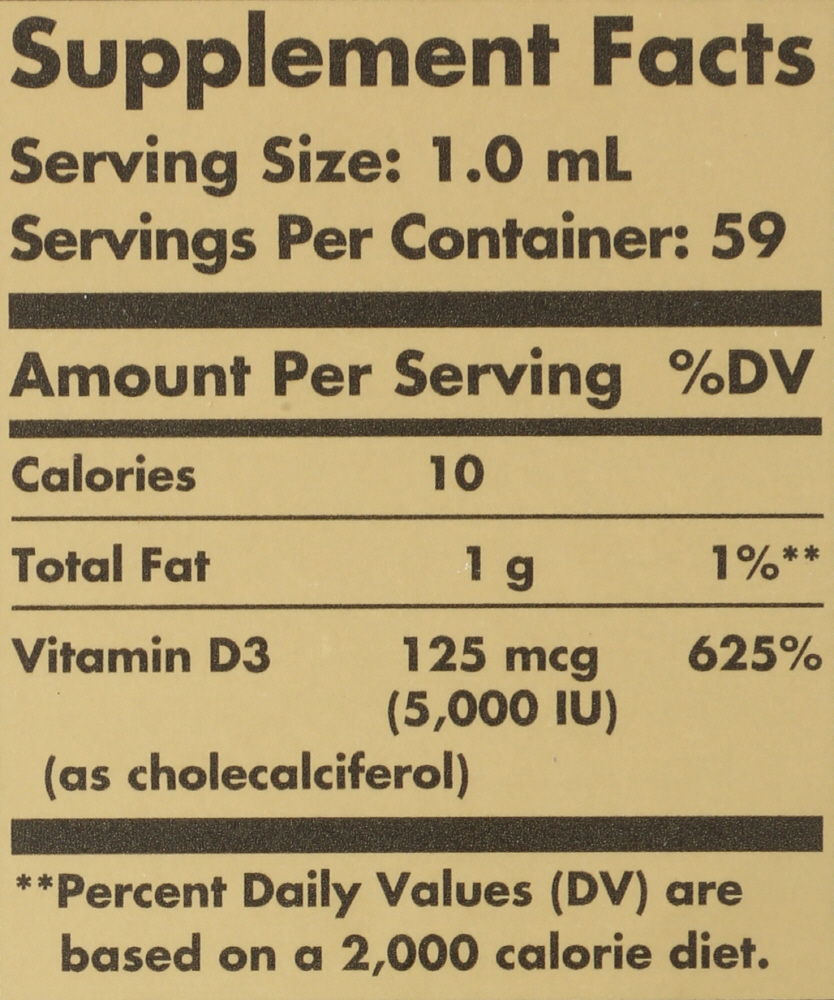 Supplement Facts
Serving Size: 1.0 mL
Servings Per Container: 59
Amount Per Serving %DV
Calories 10
Total Fat 1 g 1%**
Vitamin D3 125 mcg 625%
(5,000 IU)
(as cholecalciferol)
**Percent Daily Values (DV) are
based on a 2,000 calorie diet.